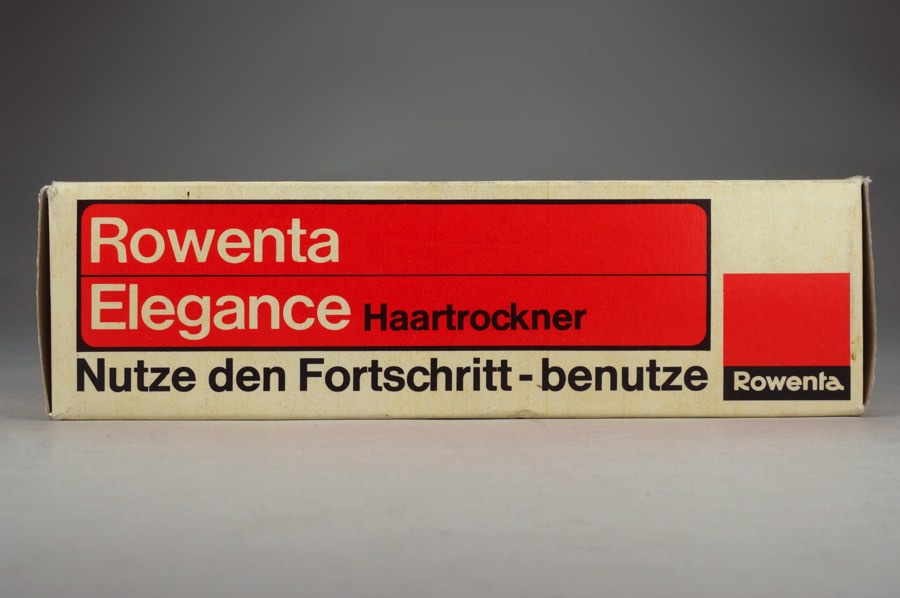 Rowenta
Elegance Haartrockner
Nutze den Fortschritt - benutze
Rowenta